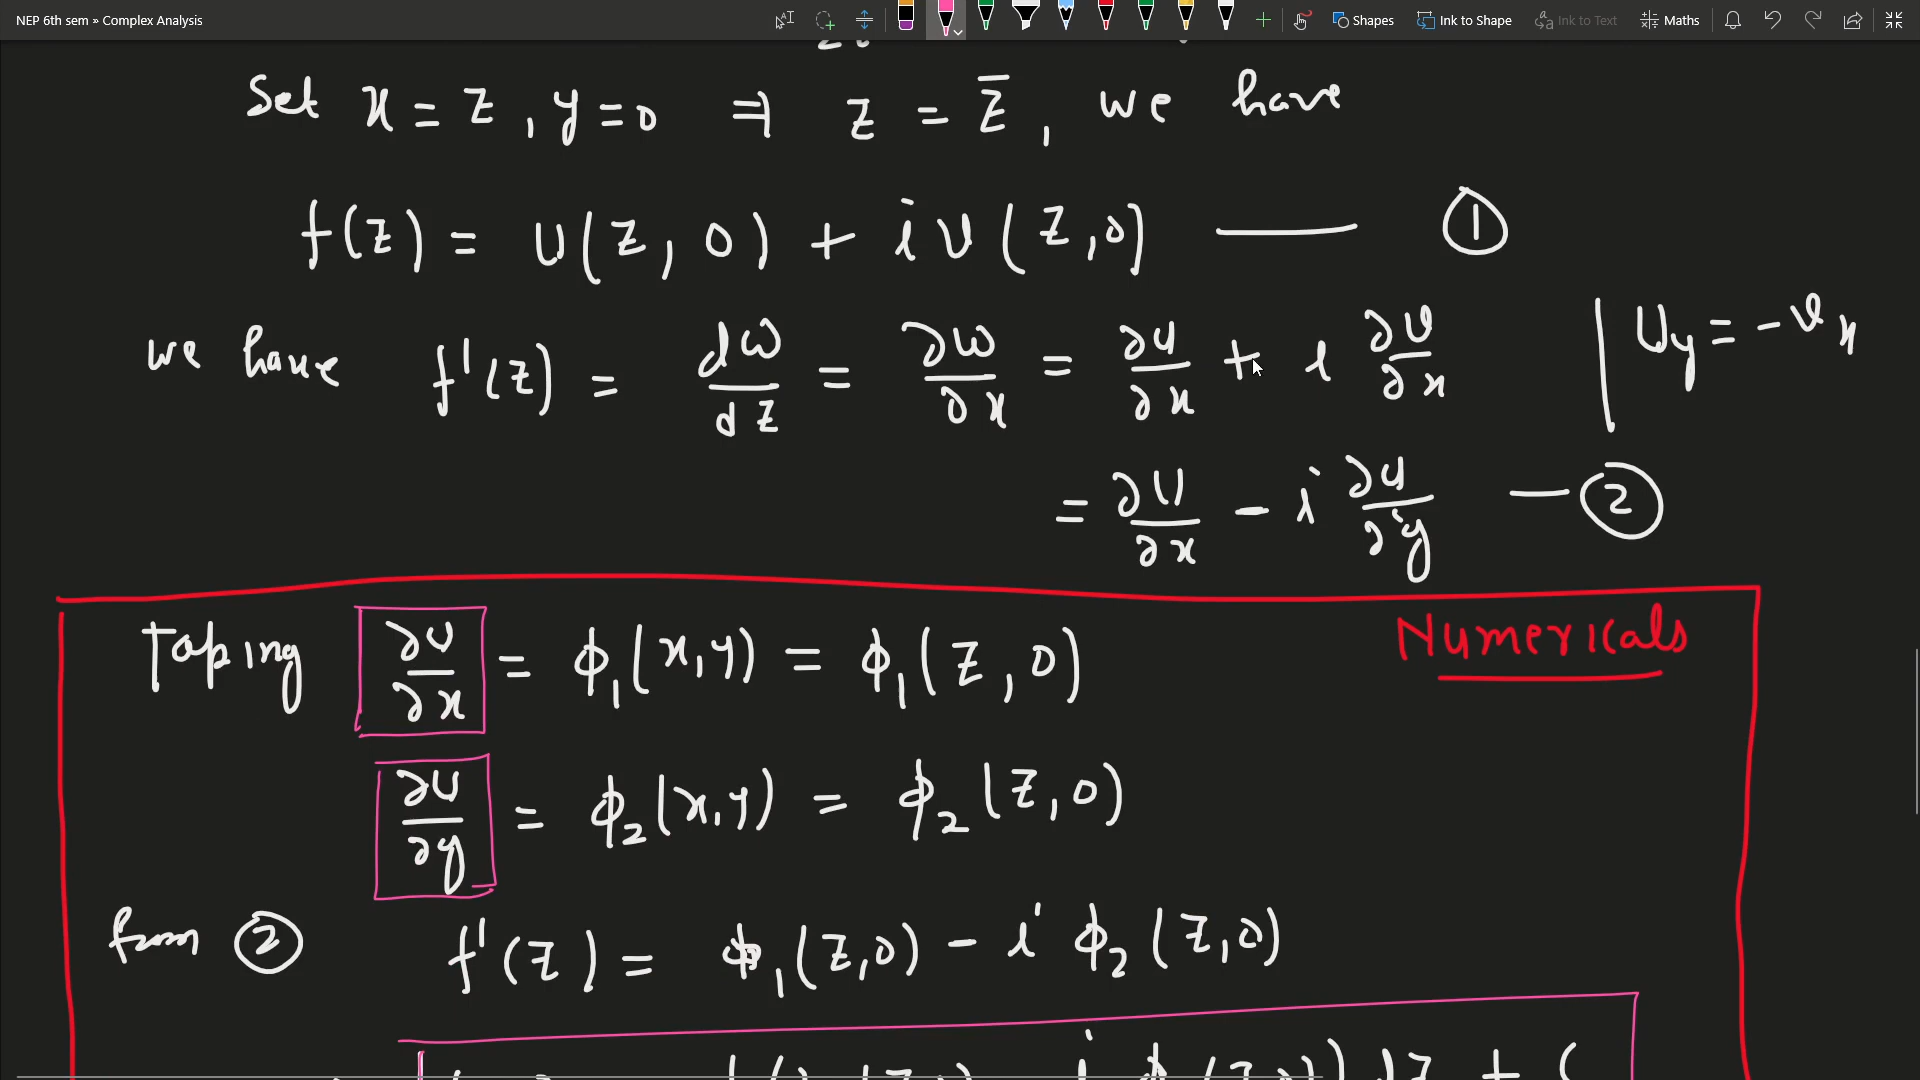 NEP 6th sem » Complex Analysis Shapes Ink to Shape Ink to Text Maths
Set x = z , y = 0 ⇒ z = z̅ , we have
f(z) = U(z, 0) + i v(z, 0) —— ①
we have f'(z) = dω/dz = ∂ω/∂x = ∂u/∂x + i ∂v/∂x | Uy = -vx
= ∂U/∂x - i ∂u/∂y — ②
Numericals
Taking ∂u/∂x = ϕ₁(x,y) = ϕ₁(z, 0)
∂u/∂y = ϕ₂(x,y) = ϕ₂(z, 0)
from ② f'(z) = ϕ₁(z,0) - i ϕ₂(z,0)